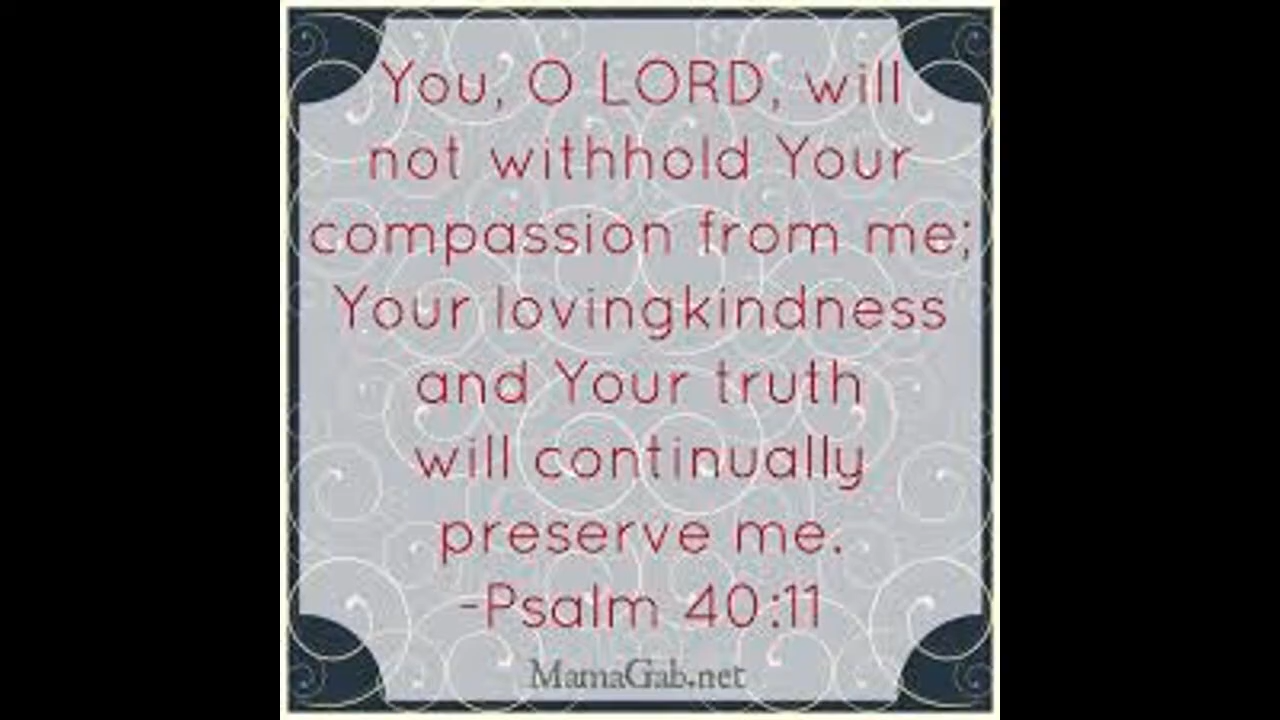 You, O LORD, will
not withhold Your
compassion from me;
Your lovingkindness
and Your truth
will continually
preserve me.
-Psalm 40:11
MamaGab.net